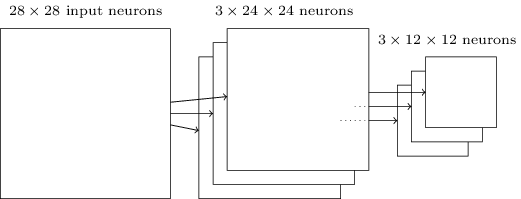 28 × 28 input neurons
3 × 24 × 24 neurons
3 × 12 × 12 neurons